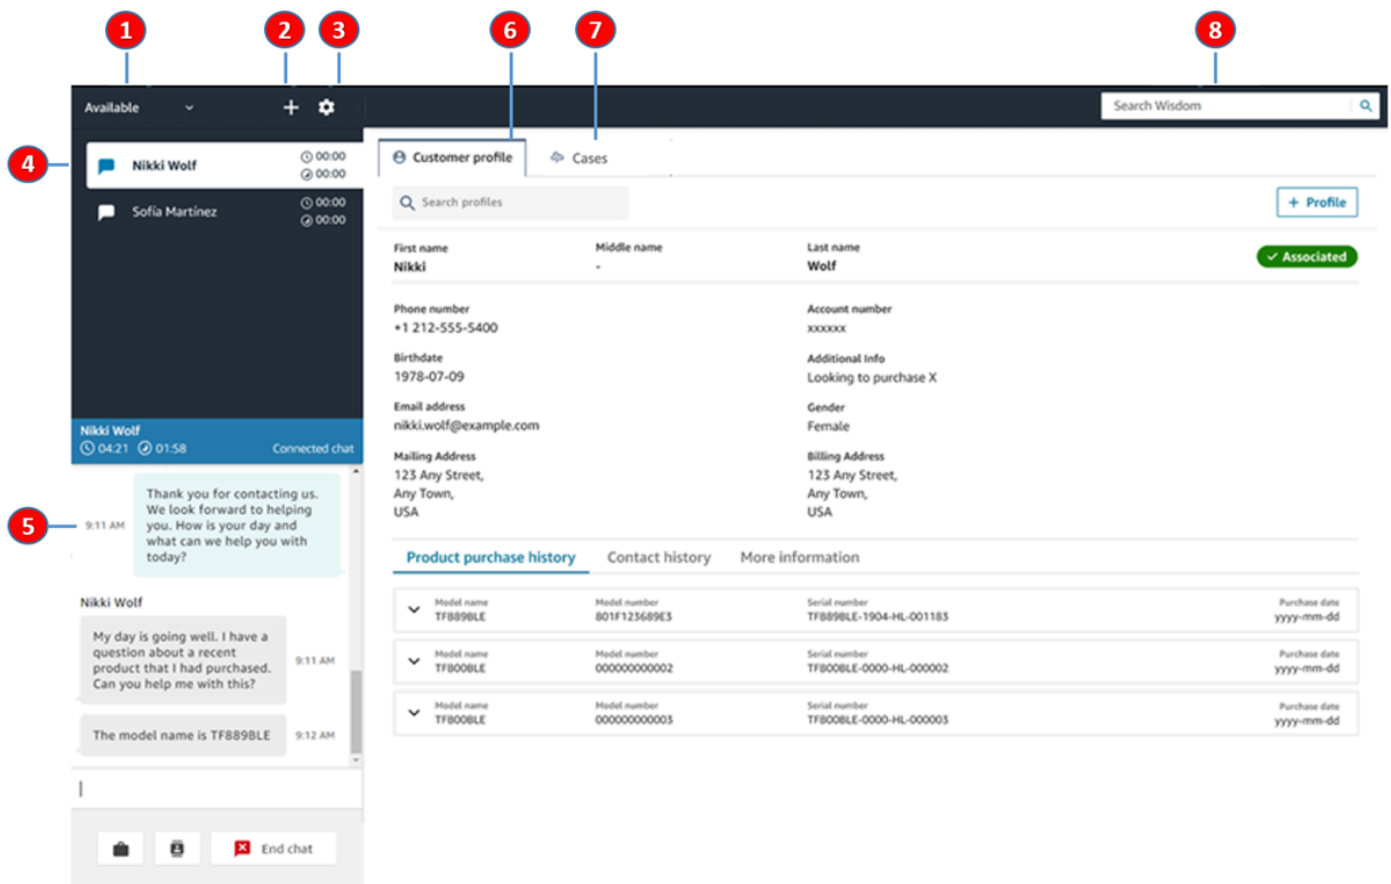 1
2
3
6
7
8
Available
Search Wisdom
4
Nikki Wolf
00:00
00:00
Sofía Martínez
00:00
00:00
Customer profile
Cases
Search profiles
+ Profile
First name
Nikki
Middle name
-
Last name
Wolf
Associated
Phone number
+1 212-555-5400
Account number
xxxxxx
Birthdate
1978-07-09
Additional Info
Looking to purchase X
Email address
nikki.wolf@example.com
Gender
Female
Mailing Address
123 Any Street,
Any Town,
USA
Billing Address
123 Any Street,
Any Town,
USA
Nikki Wolf
04:21 01:58 Connected chat
5
9:11 AM
Thank you for contacting us.
We look forward to helping
you. How is your day and
what can we help you with
today?
Nikki Wolf
My day is going well. I have a
question about a recent
product that I had purchased.
Can you help me with this?
9:11 AM
The model name is TF889BLE
9:12 AM
End chat
Product purchase history Contact history More information
Model name Model number Serial number Purchase date
TF889BLE 801F123689E3 TF889BLE-1904-HL-001183 yyyy-mm-dd
Model name Model number Serial number Purchase date
TF800BLE 000000000002 TF800BLE-0000-HL-000002 yyyy-mm-dd
Model name Model number Serial number Purchase date
TF800BLE 000000000003 TF800BLE-0000-HL-000003 yyyy-mm-dd